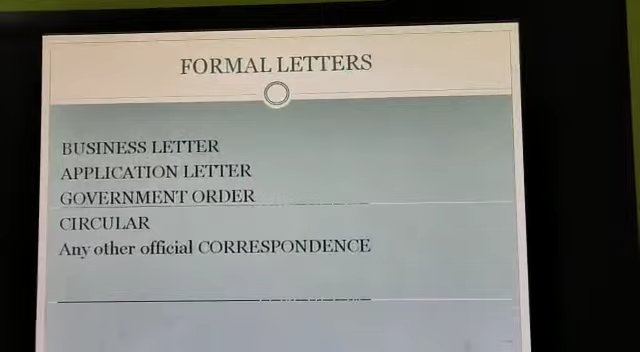 FORMAL LETTERS
BUSINESS LETTER
APPLICATION LETTER
GOVERNMENT ORDER
CIRCULAR
Any other official CORRESPONDENCE